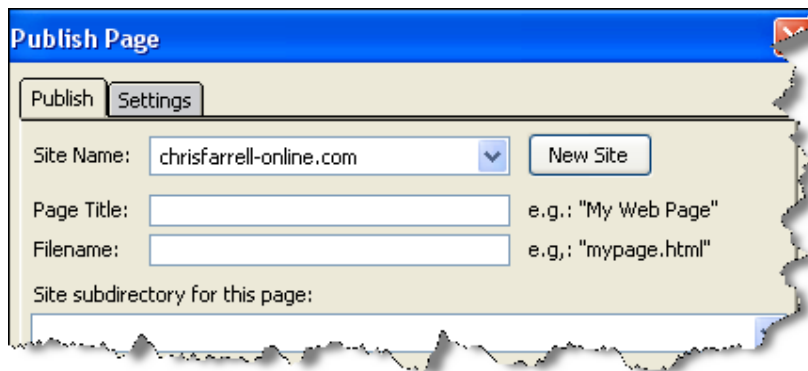 Publish Page
Publish Settings
Site Name: chrisfarrell-online.com New Site
Page Title: e.g.: "My Web Page"
Filename: e.g,: "mypage.html"
Site subdirectory for this page: